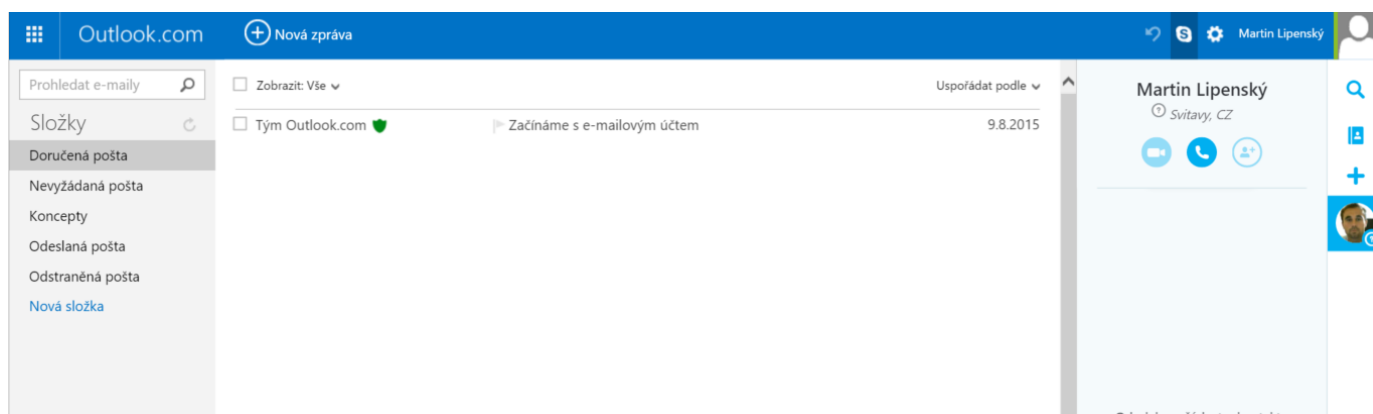 Outlook.com
Nová zpráva
Martin Lipenský
Prohledat e-maily
Složky
Doručená pošta
Nevyžádaná pošta
Koncepty
Odeslaná pošta
Odstraněná pošta
Nová složka
Zobrazit: Vše
Uspořádat podle
Tým Outlook.com
Začínáme s e-mailovým účtem
9.8.2015
Martin Lipenský
Svitavy, CZ